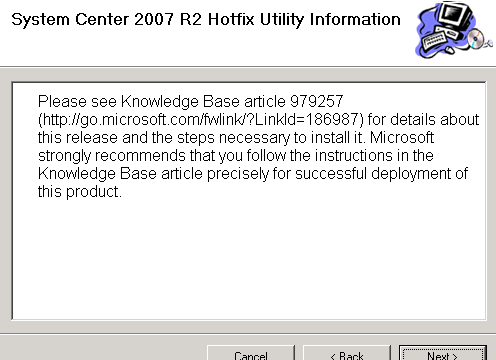 System Center 2007 R2 Hotfix Utility Information
Please see Knowledge Base article 979257
(http://go.microsoft.com/fwlink/?LinkId=186987) for details about
this release and the steps necessary to install it. Microsoft
strongly recommends that you follow the instructions in the
Knowledge Base article precisely for successful deployment of
this product.
Cancel < Back Next >